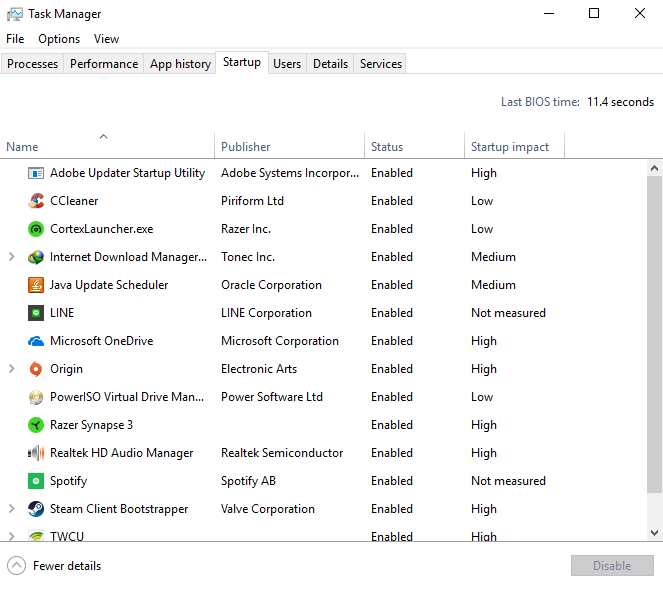 Task Manager
File Options View
Processes Performance App history Startup Users Details Services
Last BIOS time: 11.4 seconds
Name Publisher Status Startup impact
Adobe Updater Startup Utility Adobe Systems Incorpor... Enabled High
CCleaner Piriform Ltd Enabled Low
CortexLauncher.exe Razer Inc. Enabled Low
Internet Download Manager... Tonec Inc. Enabled Medium
Java Update Scheduler Oracle Corporation Enabled Medium
LINE LINE Corporation Enabled Not measured
Microsoft OneDrive Microsoft Corporation Enabled High
Origin Electronic Arts Enabled High
PowerISO Virtual Drive Man... Power Software Ltd Enabled Low
Razer Synapse 3 Enabled High
Realtek HD Audio Manager Realtek Semiconductor Enabled High
Spotify Spotify AB Enabled Not measured
Steam Client Bootstrapper Valve Corporation Enabled High
TWCU Enabled High
Fewer details Disable